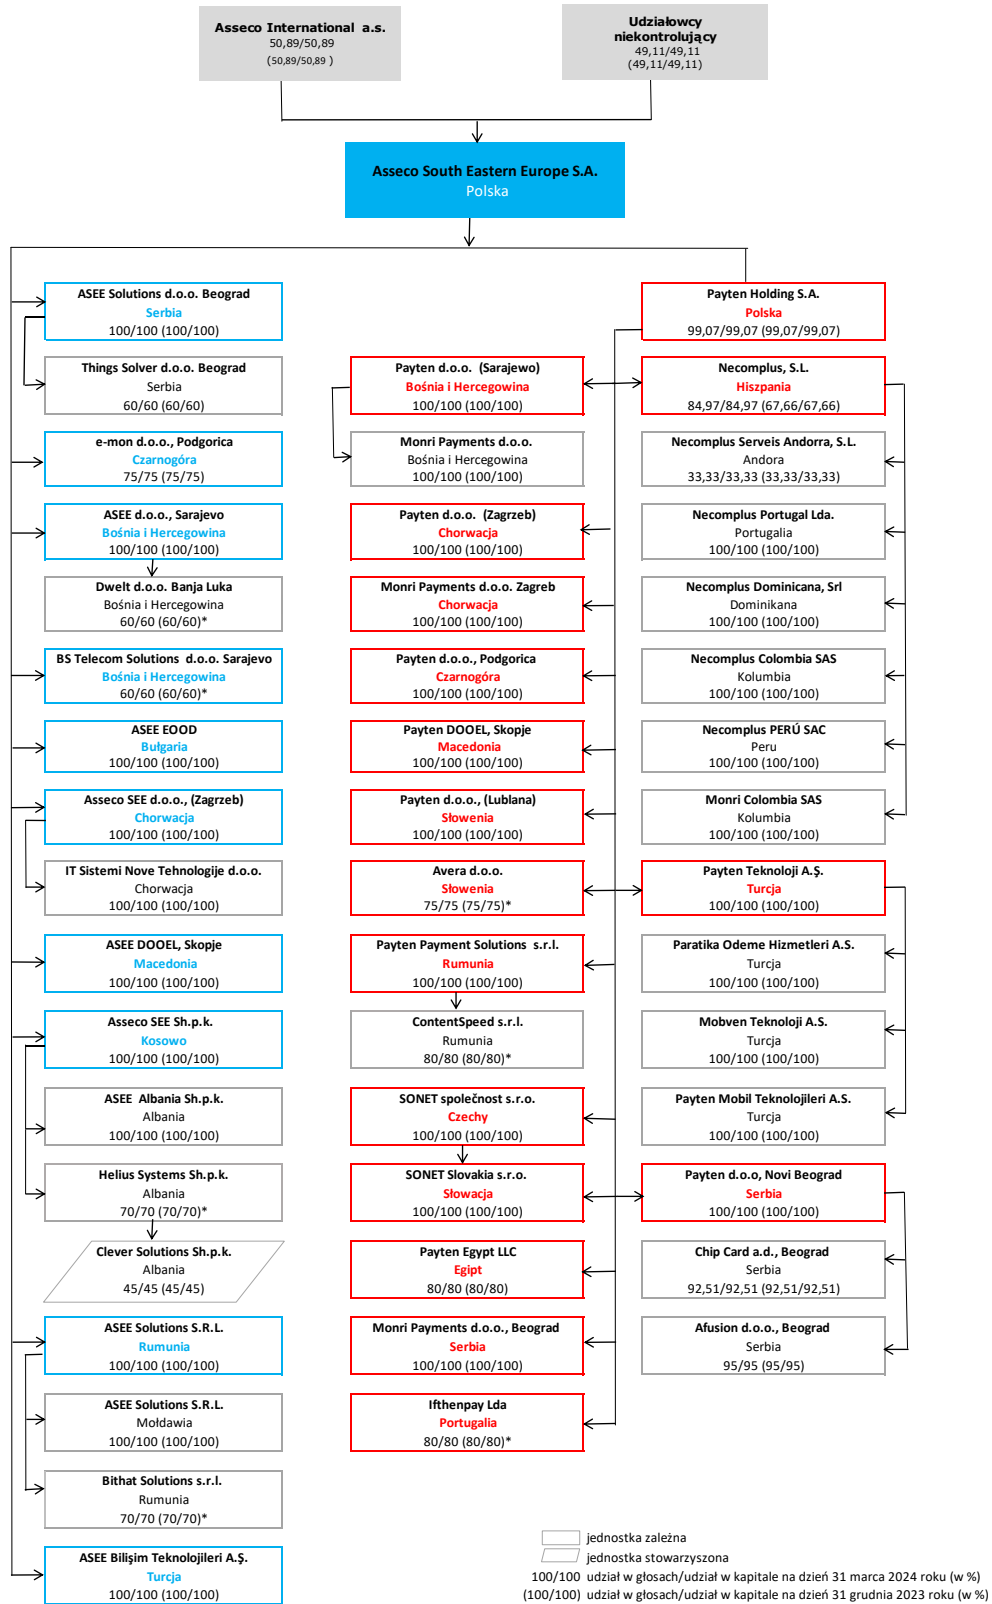 Asseco International a.s.
50,89/50,89
(50,89/50,89 )
Udziałowcy
niekontrolujący
49,11/49,11
(49,11/49,11)
Asseco South Eastern Europe S.A.
Polska
ASEE Solutions d.o.o. Beograd
Serbia
100/100 (100/100)
Things Solver d.o.o. Beograd
Serbia
60/60 (60/60)
e-mon d.o.o., Podgorica
Czarnogóra
75/75 (75/75)
ASEE d.o.o., Sarajevo
Bośnia i Hercegowina
100/100 (100/100)
Dwelt d.o.o. Banja Luka
Bośnia i Hercegowina
60/60 (60/60)*
BS Telecom Solutions d.o.o. Sarajevo
Bośnia i Hercegowina
60/60 (60/60)*
ASEE EOOD
Bułgaria
100/100 (100/100)
Asseco SEE d.o.o., (Zagrzeb)
Chorwacja
100/100 (100/100)
IT Sistemi Nove Tehnologije d.o.o.
Chorwacja
100/100 (100/100)
ASEE DOOEL, Skopje
Macedonia
100/100 (100/100)
Asseco SEE Sh.p.k.
Kosowo
100/100 (100/100)
ASEE Albania Sh.p.k.
Albania
100/100 (100/100)
Helius Systems Sh.p.k.
Albania
70/70 (70/70)*
Clever Solutions Sh.p.k.
Albania
45/45 (45/45)
ASEE Solutions S.R.L.
Rumunia
100/100 (100/100)
ASEE Solutions S.R.L.
Mołdawia
100/100 (100/100)
Bithat Solutions s.r.l.
Rumunia
70/70 (70/70)*
ASEE Bilişim Teknolojileri A.Ş.
Turcja
100/100 (100/100)
Payten d.o.o. (Sarajewo)
Bośnia i Hercegowina
100/100 (100/100)
Monri Payments d.o.o.
Bośnia i Hercegowina
100/100 (100/100)
Payten d.o.o. (Zagrzeb)
Chorwacja
100/100 (100/100)
Monri Payments d.o.o. Zagreb
Chorwacja
100/100 (100/100)
Payten d.o.o., Podgorica
Czarnogóra
100/100 (100/100)
Payten DOOEL, Skopje
Macedonia
100/100 (100/100)
Payten d.o.o., (Lublana)
Słowenia
100/100 (100/100)
Avera d.o.o.
Słowenia
75/75 (75/75)*
Payten Payment Solutions s.r.l.
Rumunia
100/100 (100/100)
ContentSpeed s.r.l.
Rumunia
80/80 (80/80)*
SONET společnost s.r.o.
Czechy
100/100 (100/100)
SONET Slovakia s.r.o.
Słowacja
100/100 (100/100)
Payten Egypt LLC
Egipt
80/80 (80/80)
Monri Payments d.o.o., Beograd
Serbia
100/100 (100/100)
Ifthenpay Lda
Portugalia
80/80 (80/80)*
Payten Holding S.A.
Polska
99,07/99,07 (99,07/99,07)
Necomplus, S.L.
Hiszpania
84,97/84,97 (67,66/67,66)
Necomplus Serveis Andorra, S.L.
Andora
33,33/33,33 (33,33/33,33)
Necomplus Portugal Lda.
Portugalia
100/100 (100/100)
Necomplus Dominicana, Srl
Dominikana
100/100 (100/100)
Necomplus Colombia SAS
Kolumbia
100/100 (100/100)
Necomplus PERÚ SAC
Peru
100/100 (100/100)
Monri Colombia SAS
Kolumbia
100/100 (100/100)
Payten Teknoloji A.Ş.
Turcja
100/100 (100/100)
Paratika Odeme Hizmetleri A.S.
Turcja
100/100 (100/100)
Mobven Teknoloji A.S.
Turcja
100/100 (100/100)
Payten Mobil Teknolojileri A.S.
Turcja
100/100 (100/100)
Payten d.o.o, Novi Beograd
Serbia
100/100 (100/100)
Chip Card a.d., Beograd
Serbia
92,51/92,51 (92,51/92,51)
Afusion d.o.o., Beograd
Serbia
95/95 (95/95)
jednostka zależna
jednostka stowarzyszona
100/100 udział w głosach/udział w kapitale na dzień 31 marca 2024 roku (w %)
(100/100) udział w głosach/udział w kapitale na dzień 31 grudnia 2023 roku (w %)